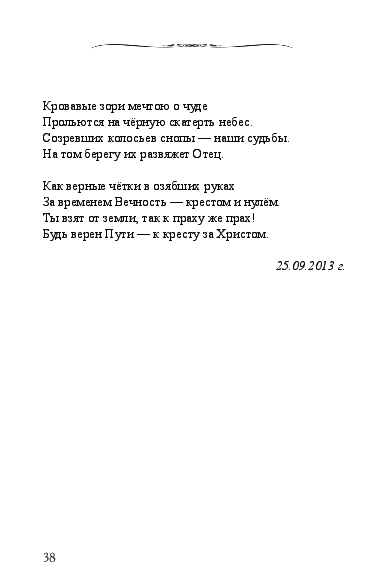 Кровавые зори мечтою о чуде
Прольются на чёрную скатерть небес.
Созревших колосьев снопы — наши судьбы.
На том берегу их развяжет Отец.
Как верные чётки в озябших руках
За временем Вечность — крестом и нулём.
Ты взят от земли, так к праху же прах!
Будь верен Пути — к кресту за Христом.
25.09.2013 г.
38